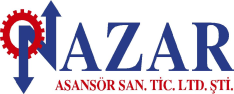 NAZAR
ASANSÖR SAN. TİC. LTD. ŞTİ.